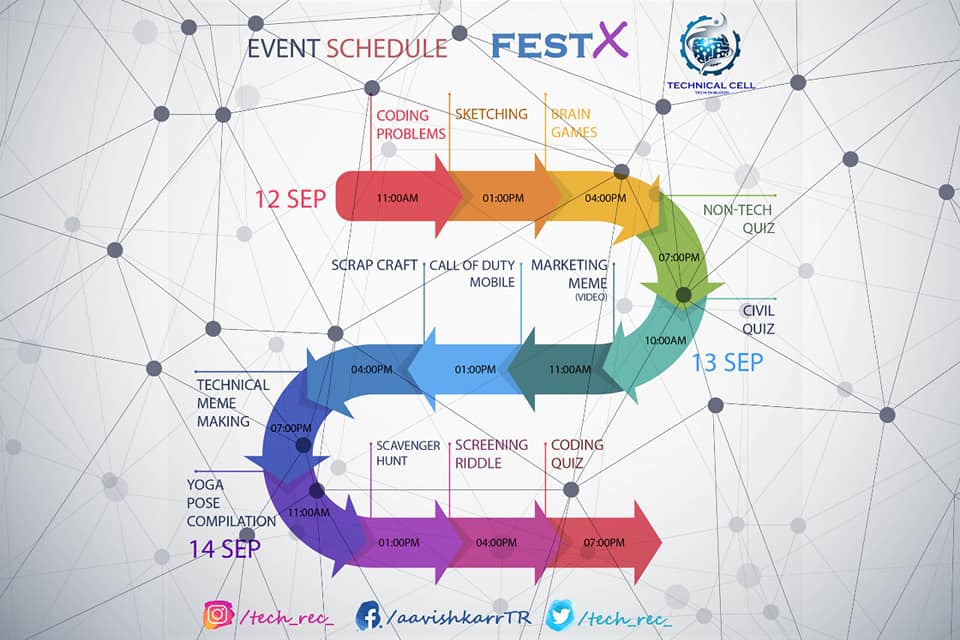 EVENT SCHEDULE
FESTX
TECHNICAL CELL
TECH IN BLOOD
CODING
PROBLEMS
SKETCHING
BRAIN
GAMES
12 SEP
11:00AM
01:00PM
04:00PM
NON-TECH
QUIZ
07:00PM
CIVIL
QUIZ
10:00AM
13 SEP
MARKETING
MEME
(VIDEO)
11:00AM
CALL OF DUTY
MOBILE
01:00PM
SCRAP CRAFT
04:00PM
TECHNICAL
MEME
MAKING
07:00PM
YOGA
POSE
COMPILATION
11:00AM
14 SEP
SCAVENGER
HUNT
01:00PM
SCREENING
RIDDLE
04:00PM
CODING
QUIZ
07:00PM
/tech_rec_
/aavishkarrTR
/tech_rec_